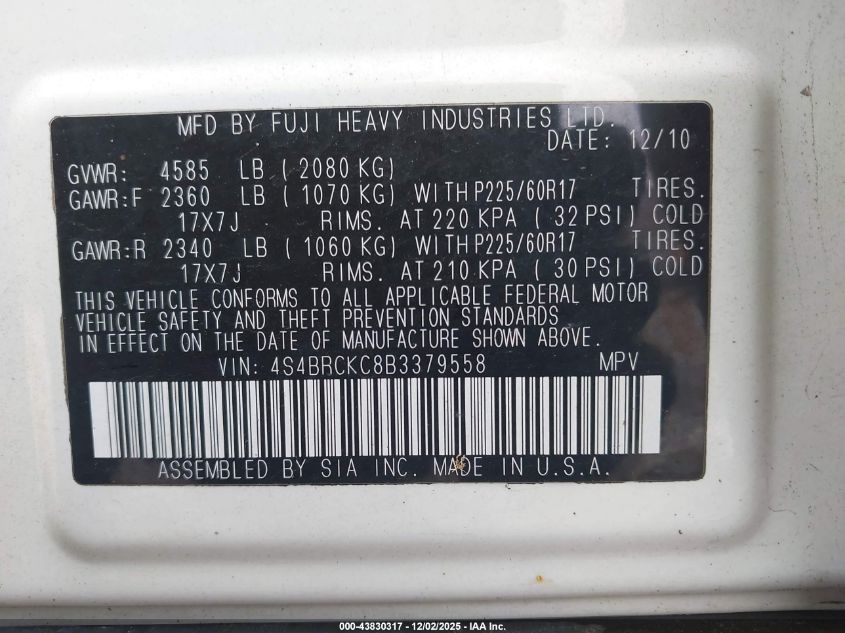 MFD BY FUJI HEAVY INDUSTRIES LTD.
DATE: 12/10
GVWR: 4585 LB ( 2080 KG)
GAWR:F 2360 LB ( 1070 KG) WITH P225/60R17 TIRES.
17X7J RIMS. AT 220 KPA ( 32 PSI) COLD
GAWR:R 2340 LB ( 1060 KG) WITH P225/60R17 TIRES.
17X7J RIMS. AT 210 KPA ( 30 PSI) COLD
THIS VEHICLE CONFORMS TO ALL APPLICABLE FEDERAL MOTOR
VEHICLE SAFETY AND THEFT PREVENTION STANDARDS
IN EFFECT ON THE DATE OF MANUFACTURE SHOWN ABOVE.
VIN: 4S4BRCKC8B3379558 MPV
ASSEMBLED BY SIA INC. MADE IN U.S.A.
000-43830317 - 12/02/2025 - IAA Inc.